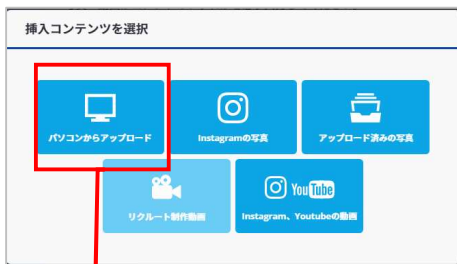 挿入コンテンツを選択
パソコンからアップロード
Instagramの写真
アップロード済みの写真
リクルート制作動画
YouTube
Instagram、Youtubeの動画